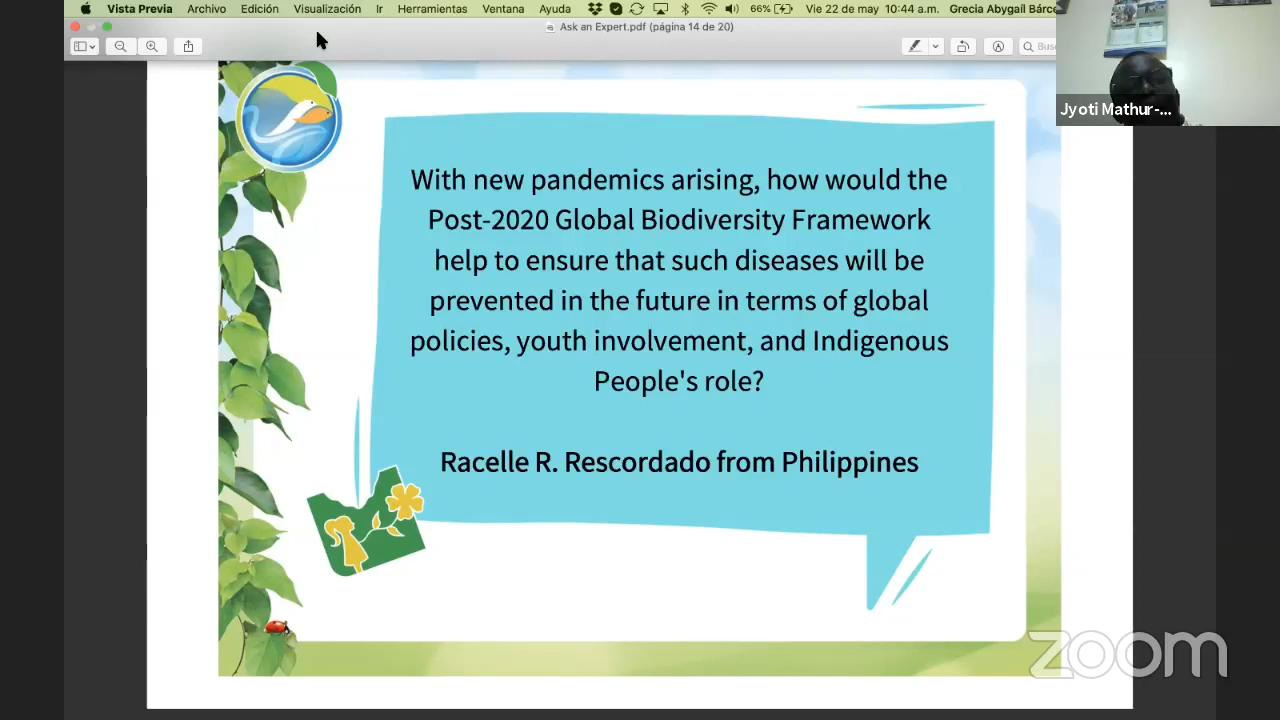 Vista Previa Archivo Edición Visualización Ir Herramientas Ventana Ayuda 66% Vie 22 de may 10:44 a.m. Grecia Abygaíl Bárce
Ask an Expert.pdf (página 14 de 20)
Bus
Jyoti Mathur-...
With new pandemics arising, how would the
Post-2020 Global Biodiversity Framework
help to ensure that such diseases will be
prevented in the future in terms of global
policies, youth involvement, and Indigenous
People's role?
Racelle R. Rescordado from Philippines
zoom